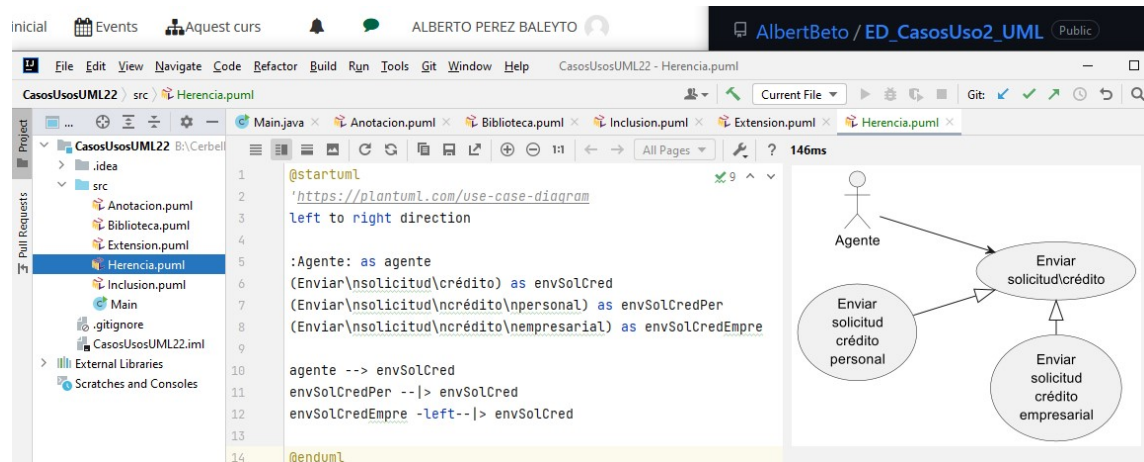 inicial Events Aquest curs ALBERTO PEREZ BALEYTO AlbertBeto / ED_CasosUso2_UML Public
File Edit View Navigate Code Refactor Build Run Tools Git Window Help CasosUsosUML22 - Herencia.puml
CasosUsosUML22 src Herencia.puml Current File Git:
... Main.java Anotacion.puml Biblioteca.puml Inclusion.puml Extension.puml Herencia.puml
Project
Pull Requests
CasosUsosUML22 B:\Cerbell
.idea
src
Anotacion.puml
Biblioteca.puml
Extension.puml
Herencia.puml
Inclusion.puml
Main
.gitignore
CasosUsosUML22.iml
External Libraries
Scratches and Consoles
1:1 All Pages ? 146ms
9
1 @startuml
2 'https://plantuml.com/use-case-diagram
3 left to right direction
4
5 :Agente: as agente
6 (Enviar\nsolicitud\crédito) as envSolCred
7 (Enviar\nsolicitud\ncrédito\npersonal) as envSolCredPer
8 (Enviar\nsolicitud\ncrédito\nempresarial) as envSolCredEmpre
9
10 agente --> envSolCred
11 envSolCredPer --|> envSolCred
12 envSolCredEmpre -left--|> envSolCred
13
14 @enduml
Agente
Enviar
solicitud\crédito
Enviar
solicitud
crédito
personal
Enviar
solicitud
crédito
empresarial